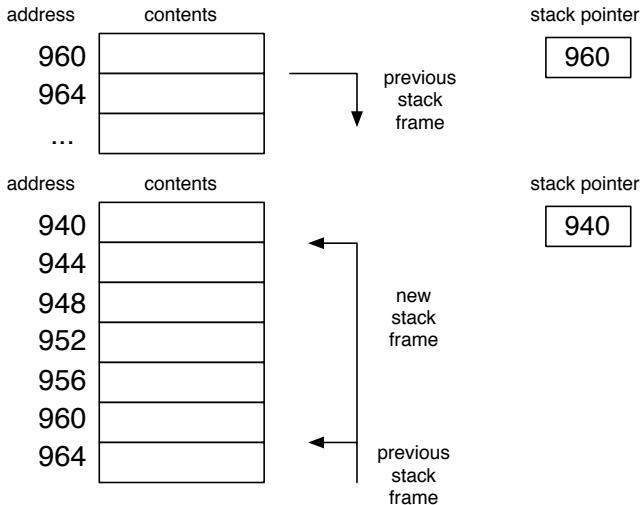 address contents stack pointer
960 960
964
...
previous
stack
frame
address contents stack pointer
940 940
944
948
952
956
960
964
new
stack
frame
previous
stack
frame